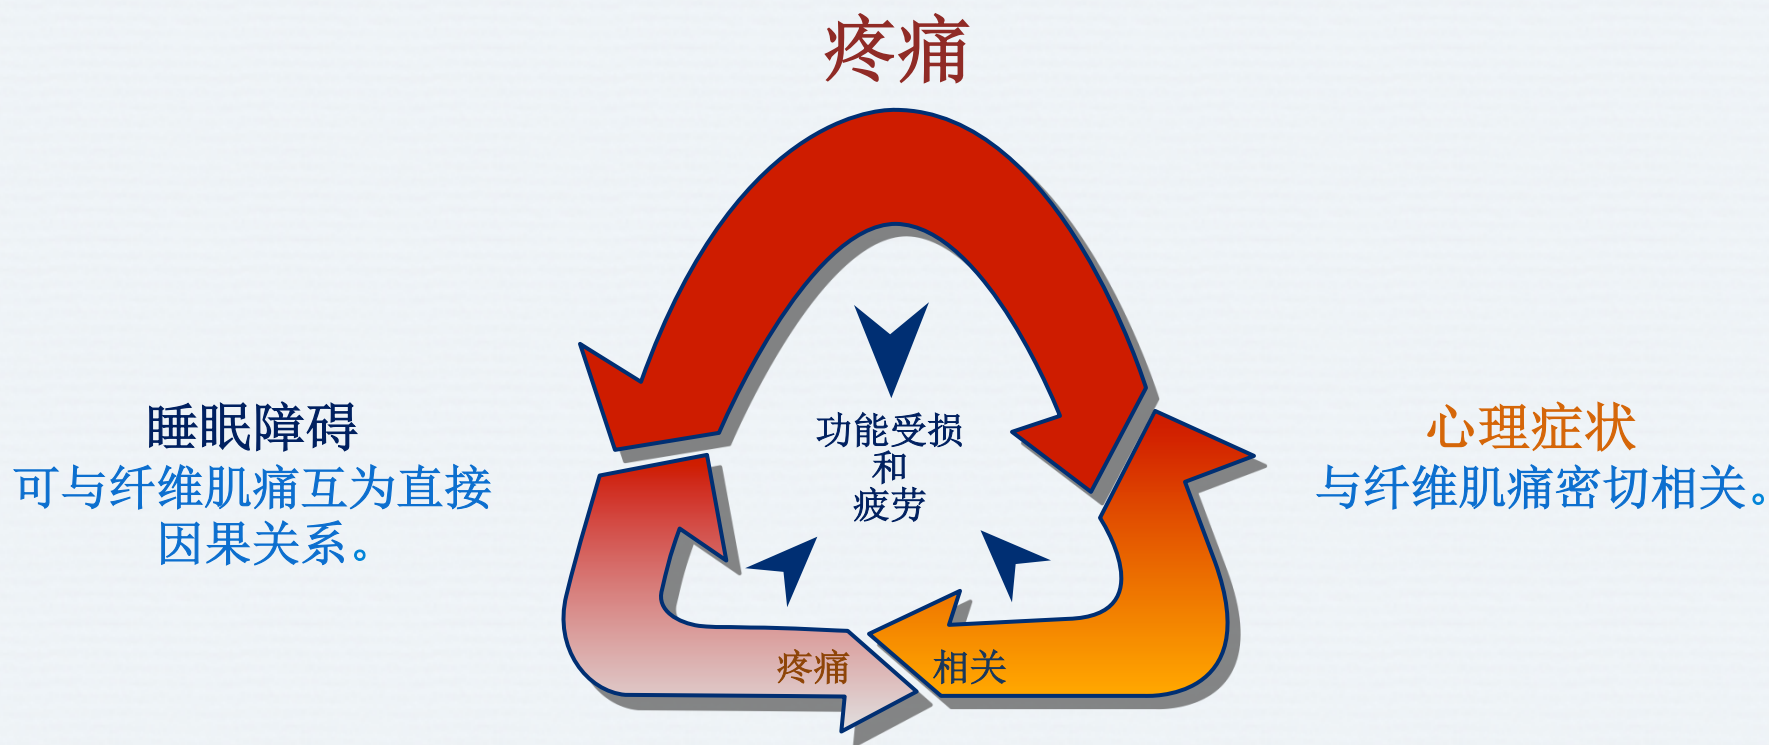 疼痛
睡眠障碍
可与纤维肌痛互为直接
因果关系。
功能受损
和
疲劳
心理症状
与纤维肌痛密切相关。
疼痛
相关